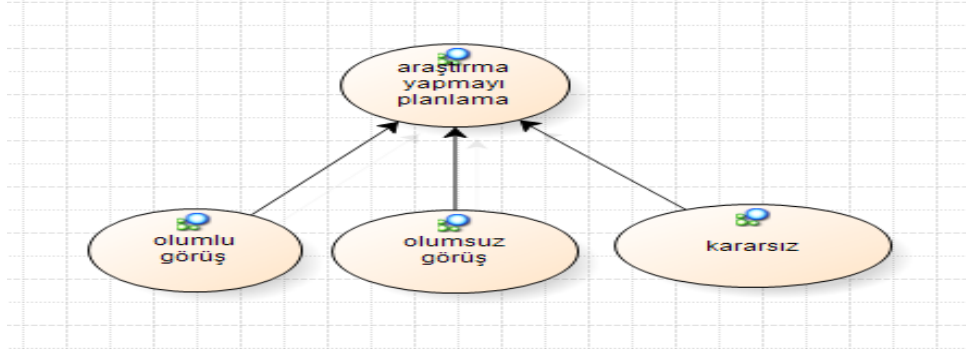 araştırma
yapmayı
planlama
olumlu
görüş
olumsuz
görüş
kararsız